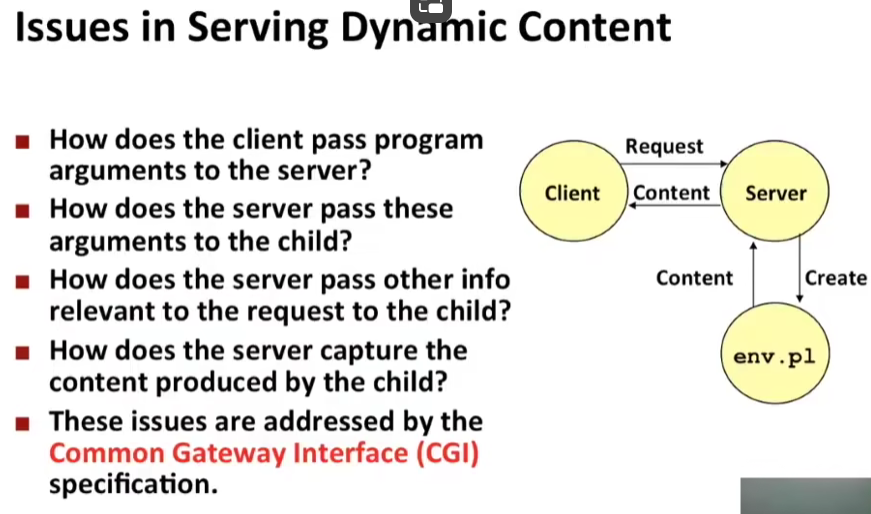 Issues in Serving Dynamic Content
■ How does the client pass program
arguments to the server?
■ How does the server pass these
arguments to the child?
■ How does the server pass other info
relevant to the request to the child?
■ How does the server capture the
content produced by the child?
■ These issues are addressed by the
Common Gateway Interface (CGI)
specification.
Request
Client
Content
Server
Content
Create
env.pl